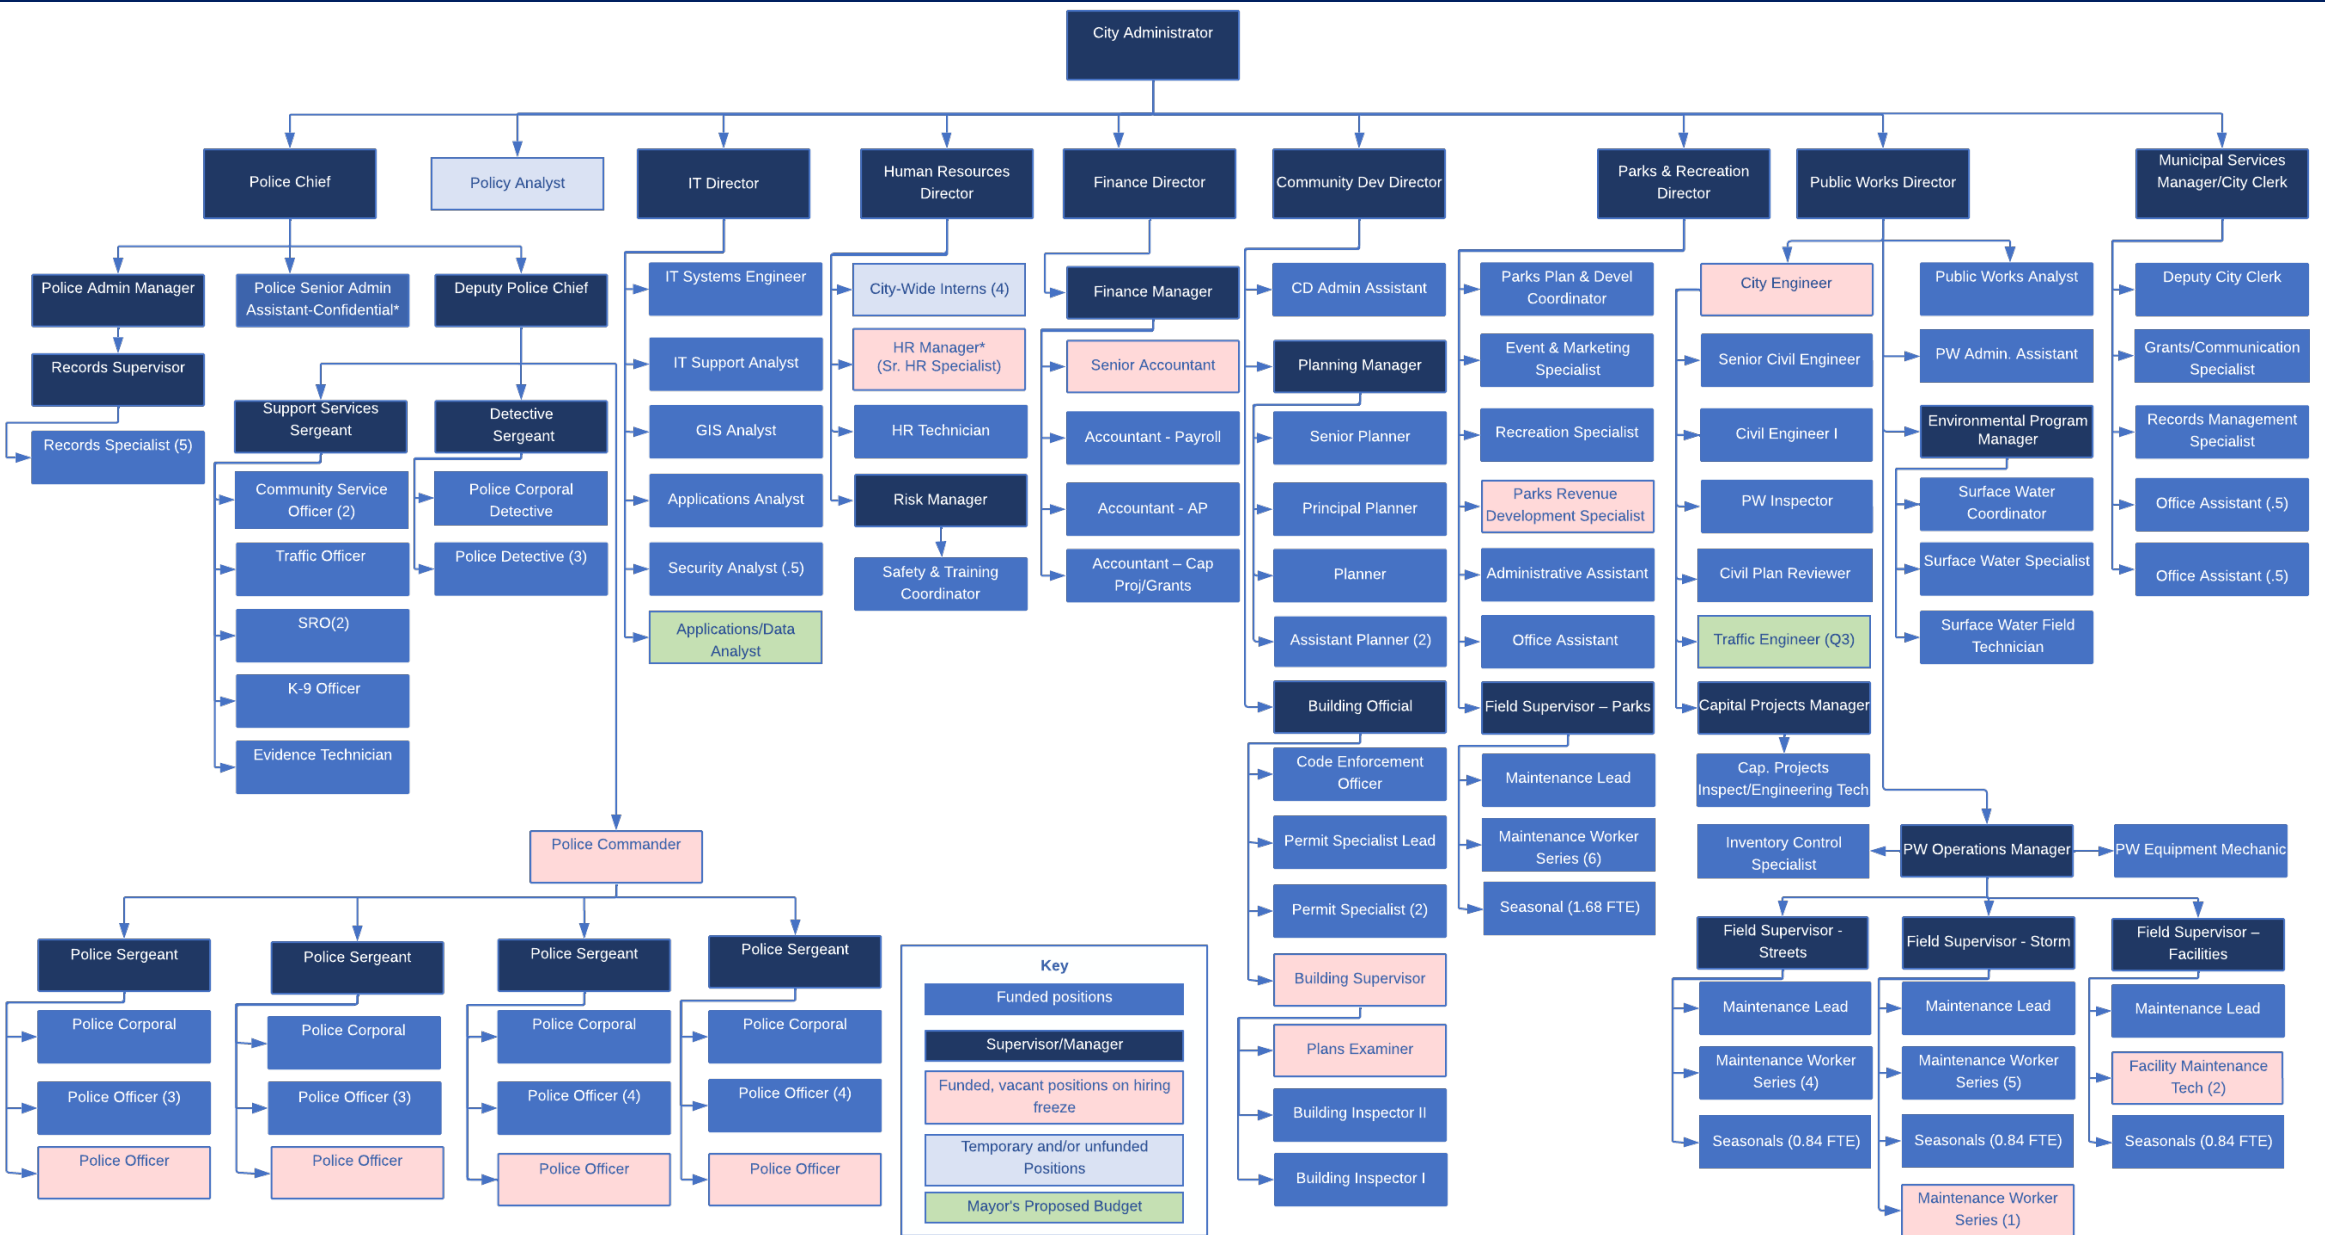 City Administrator
Police Chief
Policy Analyst
IT Director
Human Resources
Director
Finance Director
Community Dev Director
Parks & Recreation
Director
Public Works Director
Municipal Services
Manager/City Clerk
Police Admin Manager
Records Supervisor
Records Specialist (5)
Police Senior Admin
Assistant-Confidential*
Deputy Police Chief
Support Services
Sergeant
Community Service
Officer (2)
Traffic Officer
SRO(2)
K-9 Officer
Evidence Technician
Detective
Sergeant
Police Corporal
Detective
Police Detective (3)
Police Commander
Police Sergeant
Police Corporal
Police Officer (3)
Police Officer
Police Sergeant
Police Corporal
Police Officer (3)
Police Officer
Police Sergeant
Police Corporal
Police Officer (4)
Police Officer
Police Sergeant
Police Corporal
Police Officer (4)
Police Officer
IT Systems Engineer
IT Support Analyst
GIS Analyst
Applications Analyst
Security Analyst (.5)
Applications/Data
Analyst
City-Wide Interns (4)
HR Manager*
(Sr. HR Specialist)
HR Technician
Risk Manager
Safety & Training
Coordinator
Finance Manager
Senior Accountant
Accountant - Payroll
Accountant - AP
Accountant – Cap
Proj/Grants
CD Admin Assistant
Planning Manager
Senior Planner
Principal Planner
Planner
Assistant Planner (2)
Building Official
Code Enforcement
Officer
Permit Specialist Lead
Permit Specialist (2)
Building Supervisor
Plans Examiner
Building Inspector II
Building Inspector I
Parks Plan & Devel
Coordinator
Event & Marketing
Specialist
Recreation Specialist
Parks Revenue
Development Specialist
Administrative Assistant
Office Assistant
Field Supervisor – Parks
Maintenance Lead
Maintenance Worker
Series (6)
Seasonal (1.68 FTE)
City Engineer
Senior Civil Engineer
Civil Engineer I
PW Inspector
Civil Plan Reviewer
Traffic Engineer (Q3)
Capital Projects Manager
Cap. Projects
Inspect/Engineering Tech
Public Works Analyst
PW Admin. Assistant
Environmental Program
Manager
Surface Water
Coordinator
Surface Water Specialist
Surface Water Field
Technician
Inventory Control
Specialist
PW Operations Manager
PW Equipment Mechanic
Field Supervisor -
Streets
Maintenance Lead
Maintenance Worker
Series (4)
Seasonals (0.84 FTE)
Field Supervisor - Storm
Maintenance Lead
Maintenance Worker
Series (5)
Seasonals (0.84 FTE)
Maintenance Worker
Series (1)
Field Supervisor –
Facilities
Maintenance Lead
Facility Maintenance
Tech (2)
Seasonals (0.84 FTE)
Deputy City Clerk
Grants/Communication
Specialist
Records Management
Specialist
Office Assistant (.5)
Office Assistant (.5)
Key
Funded positions
Supervisor/Manager
Funded, vacant positions on hiring
freeze
Temporary and/or unfunded
Positions
Mayor's Proposed Budget